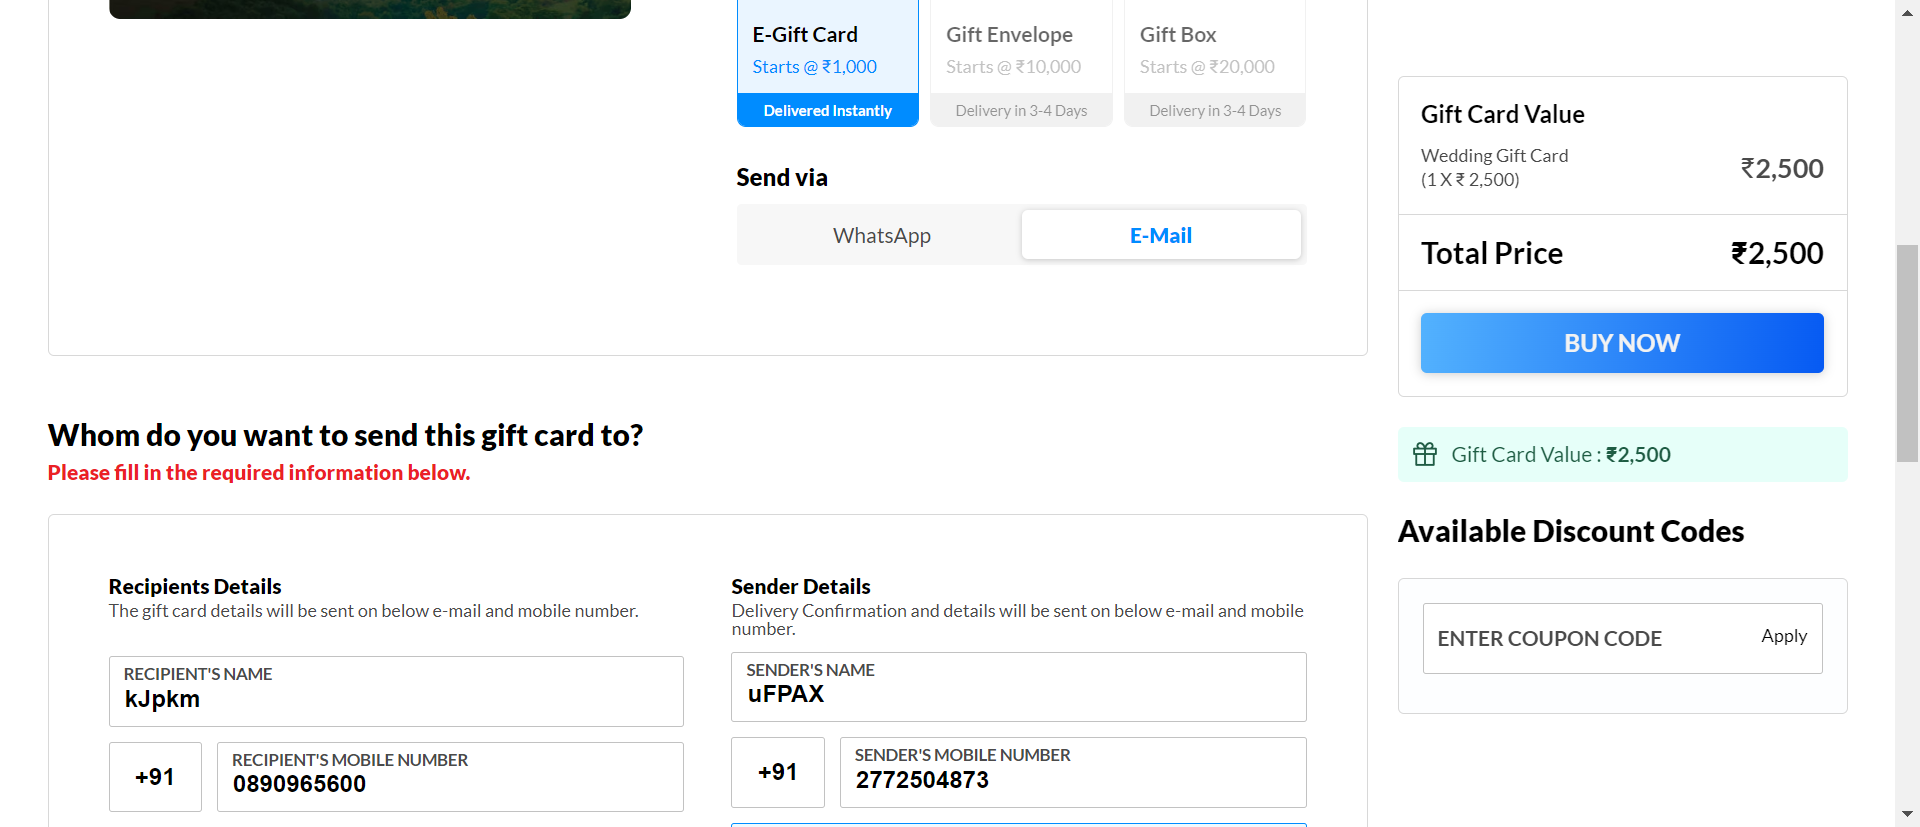 E-Gift Card
Starts @ ₹1,000
Delivered Instantly
Gift Envelope
Starts @ ₹10,000
Delivery in 3-4 Days
Gift Box
Starts @ ₹20,000
Delivery in 3-4 Days
Send via
WhatsApp
E-Mail
Whom do you want to send this gift card to?
Please fill in the required information below.
Recipients Details
The gift card details will be sent on below e-mail and mobile number.
RECIPIENT'S NAME
kJpkm
+91
RECIPIENT'S MOBILE NUMBER
0890965600
Sender Details
Delivery Confirmation and details will be sent on below e-mail and mobile
number.
SENDER'S NAME
uFPAX
+91
SENDER'S MOBILE NUMBER
2772504873
Gift Card Value
Wedding Gift Card
(1 X ₹ 2,500)
₹2,500
Total Price
₹2,500
BUY NOW
Gift Card Value : ₹2,500
Available Discount Codes
ENTER COUPON CODE
Apply